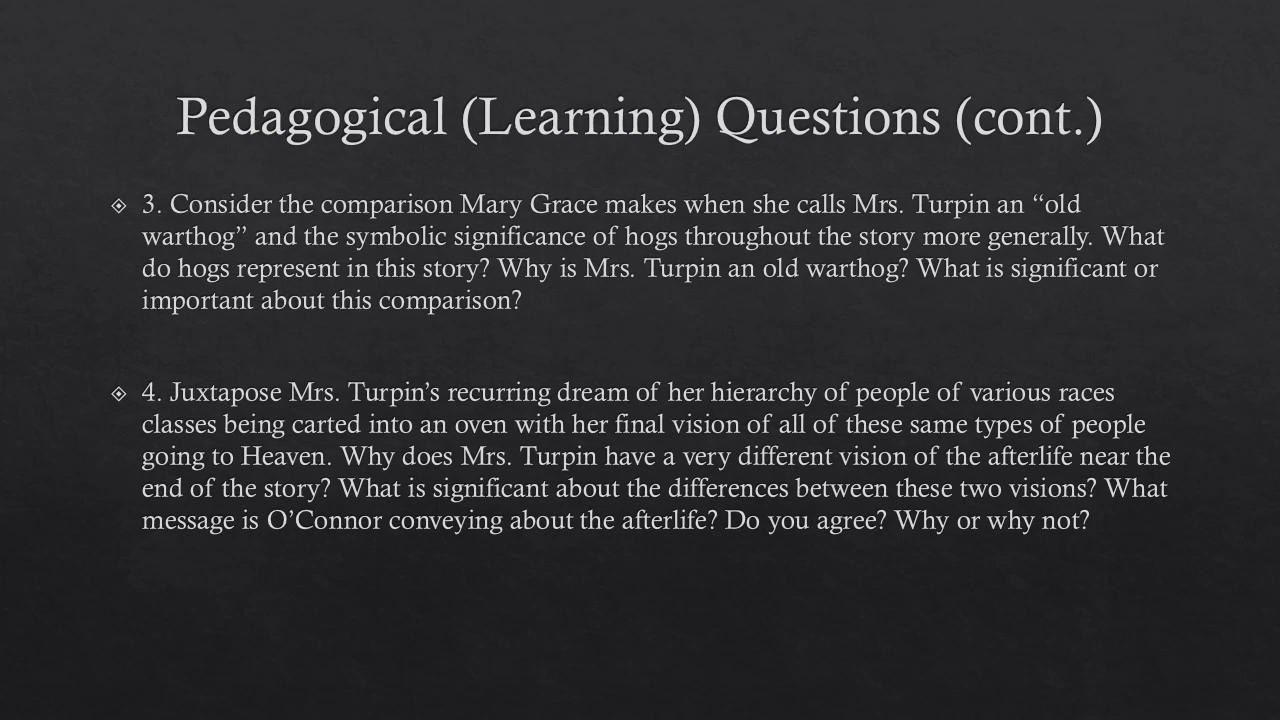 Pedagogical (Learning) Questions (cont.)
3. Consider the comparison Mary Grace makes when she calls Mrs. Turpin an “old
warthog” and the symbolic significance of hogs throughout the story more generally. What
do hogs represent in this story? Why is Mrs. Turpin an old warthog? What is significant or
important about this comparison?
4. Juxtapose Mrs. Turpin’s recurring dream of her hierarchy of people of various races
classes being carted into an oven with her final vision of all of these same types of people
going to Heaven. Why does Mrs. Turpin have a very different vision of the afterlife near the
end of the story? What is significant about the differences between these two visions? What
message is O’Connor conveying about the afterlife? Do you agree? Why or why not?